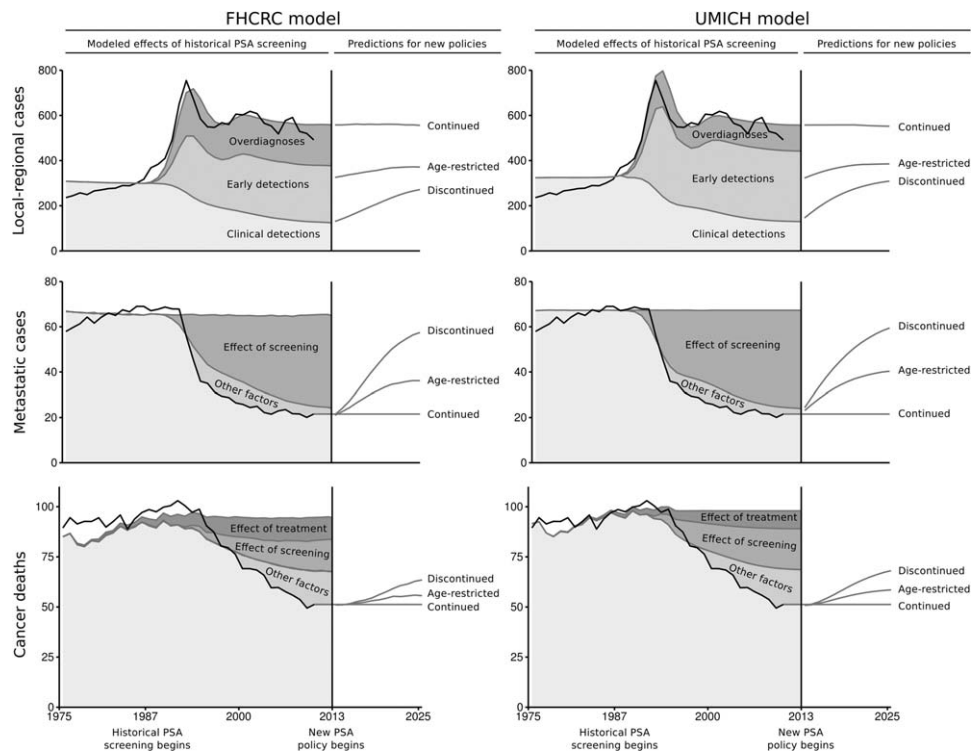 FHCRC model
UMICH model
Modeled effects of historical PSA screening
Predictions for new policies
Modeled effects of historical PSA screening
Predictions for new policies
Local-regional cases
800
600
400
200
0
Overdiagnoses
Early detections
Clinical detections
Continued
Age-restricted
Discontinued
800
600
400
200
0
Overdiagnoses
Early detections
Clinical detections
Continued
Age-restricted
Discontinued
Metastatic cases
80
60
40
20
0
Effect of screening
Other factors
Discontinued
Age-restricted
Continued
80
60
40
20
0
Effect of screening
Other factors
Discontinued
Age-restricted
Continued
Cancer deaths
100
75
50
25
0
Effect of treatment
Effect of screening
Other factors
Discontinued
Age-restricted
Continued
100
75
50
25
0
Effect of treatment
Effect of screening
Other factors
Discontinued
Age-restricted
Continued
1975 1987 2000 2013 2025
1975 1987 2000 2013 2025
Historical PSA
screening begins
New PSA
policy begins
Historical PSA
screening begins
New PSA
policy begins